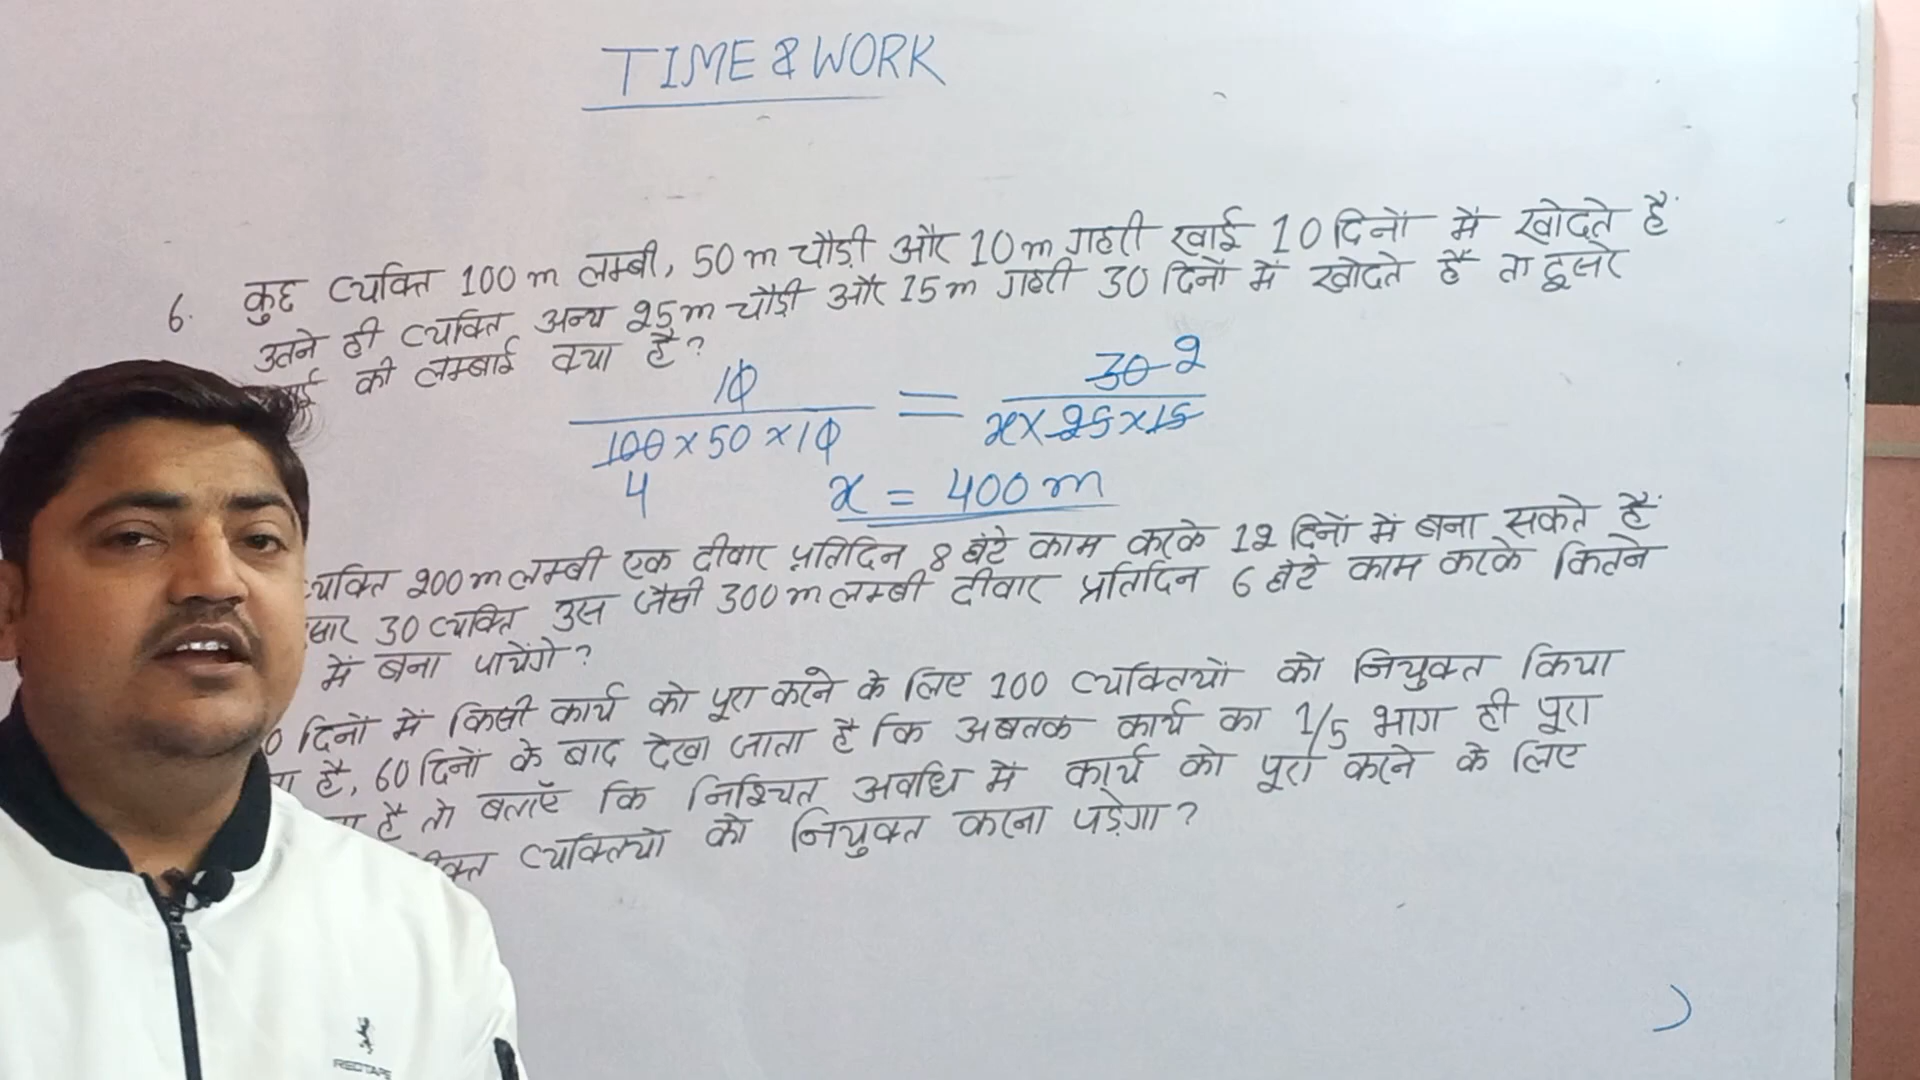 TIME & WORK
6. कुछ व्यक्ति 100 m लम्बी, 50 m चौड़ी और 10 m गहरी खाई 10 दिनों में खोदते हैं
उतने ही व्यक्ति अन्य 25 m चौड़ी और 15 m गहरी 30 दिनों में खोदते हैं तो दूसरे
की लम्बाई क्या है?
10 = 30 2
100 × 50 × 10 x × 25 × 15
4 x = 400 m
व्यक्ति 200 m लम्बी एक दीवार प्रतिदिन 8 घंटे काम करके 12 दिनों में बना सकते हैं
30 व्यक्ति उस जैसी 300 m लम्बी दीवार प्रतिदिन 6 घंटे काम करके कितने
में बना पायेंगे?
दिनों में किसी कार्य को पूरा करने के लिए 100 व्यक्तियों को नियुक्त किया
है, 60 दिनों के बाद देखा जाता है कि अबतक कार्य का 1/5 भाग ही पूरा
है तो बताएँ कि निश्चित अवधि में कार्य को पूरा करने के लिए
व्यक्तियों को नियुक्त करना पड़ेगा?
REDTAPE